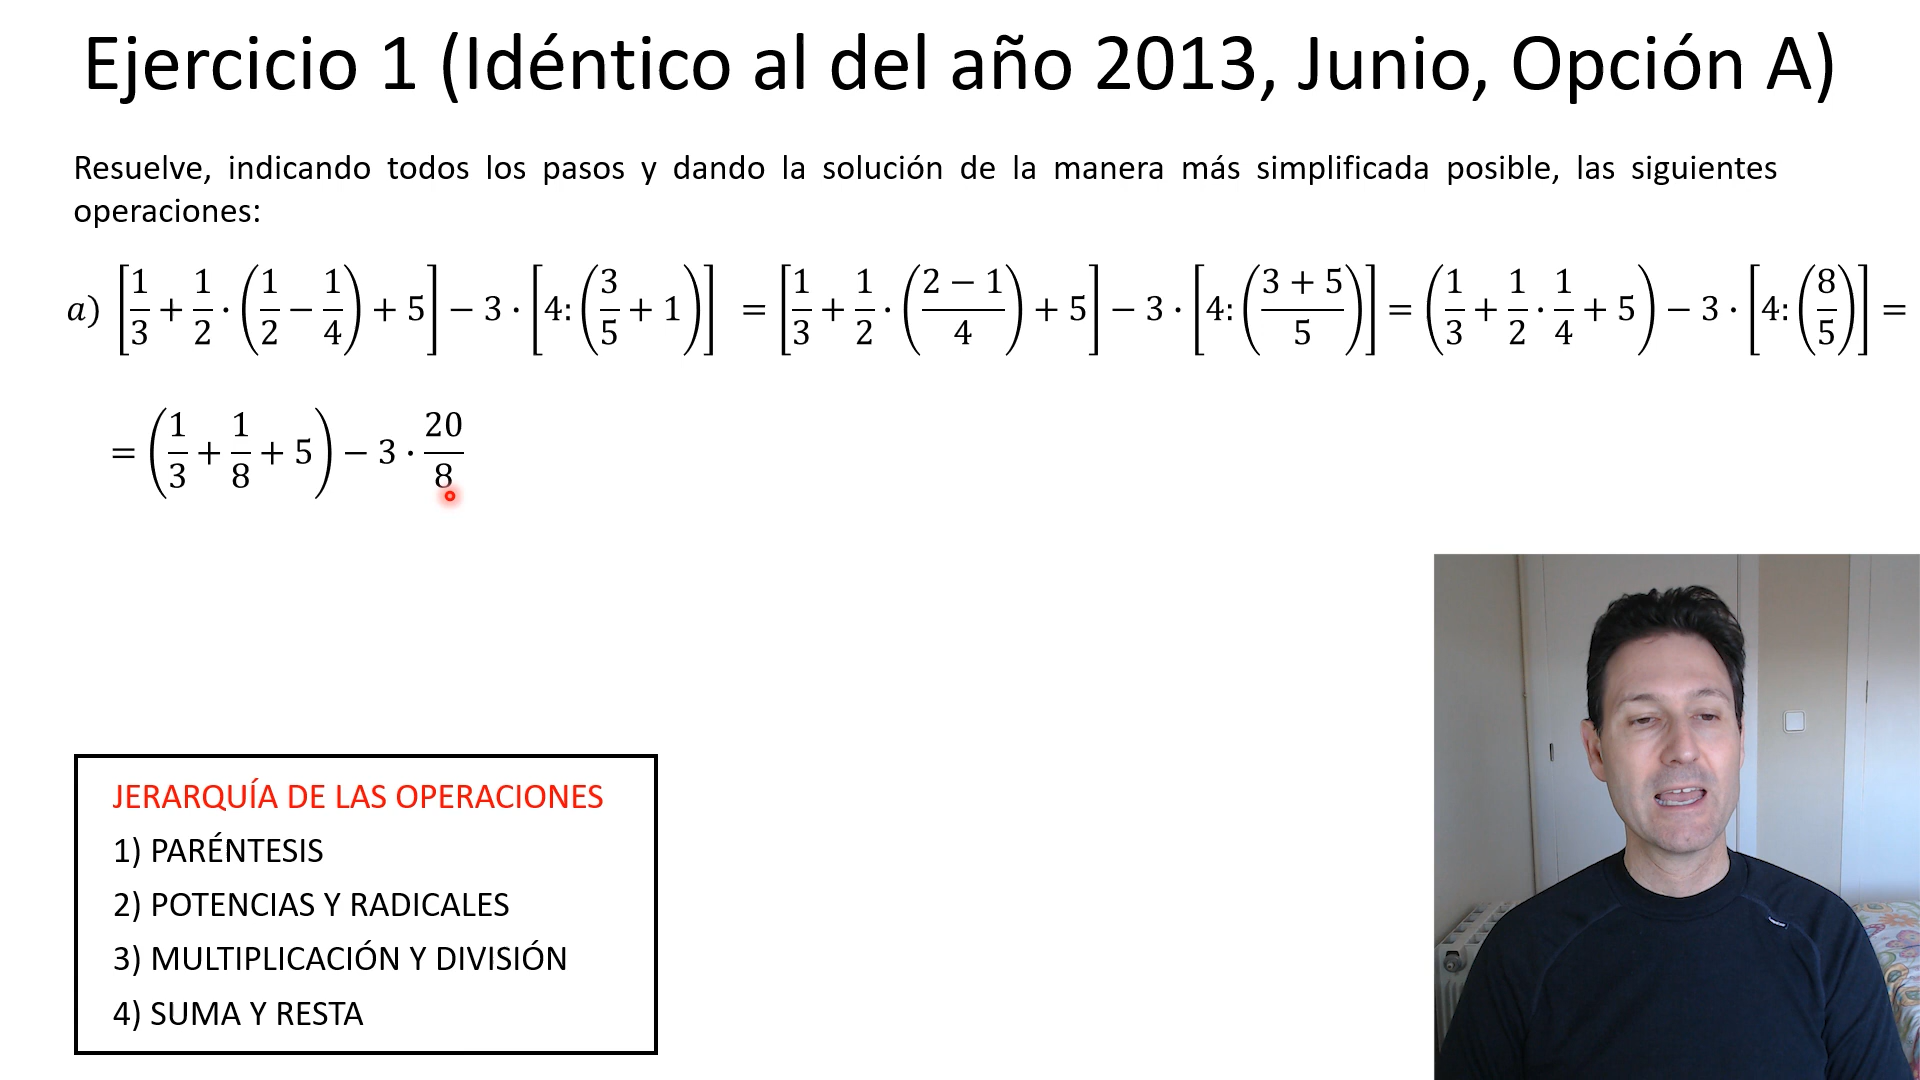 Ejercicio 1 (Idéntico al del año 2013, Junio, Opción A)
Resuelve, indicando todos los pasos y dando la solución de la manera más simplificada posible, las siguientes
operaciones:
a) [1/3 + 1/2 · (1/2 − 1/4) + 5] − 3 · [4: (3/5 + 1)] = [1/3 + 1/2 · ((2 − 1)/4) + 5] − 3 · [4: ((3 + 5)/5)] = (1/3 + 1/2 · 1/4 + 5) − 3 · [4: (8/5)] =
= (1/3 + 1/8 + 5) − 3 · 20/8
JERARQUÍA DE LAS OPERACIONES
1) PARÉNTESIS
2) POTENCIAS Y RADICALES
3) MULTIPLICACIÓN Y DIVISIÓN
4) SUMA Y RESTA